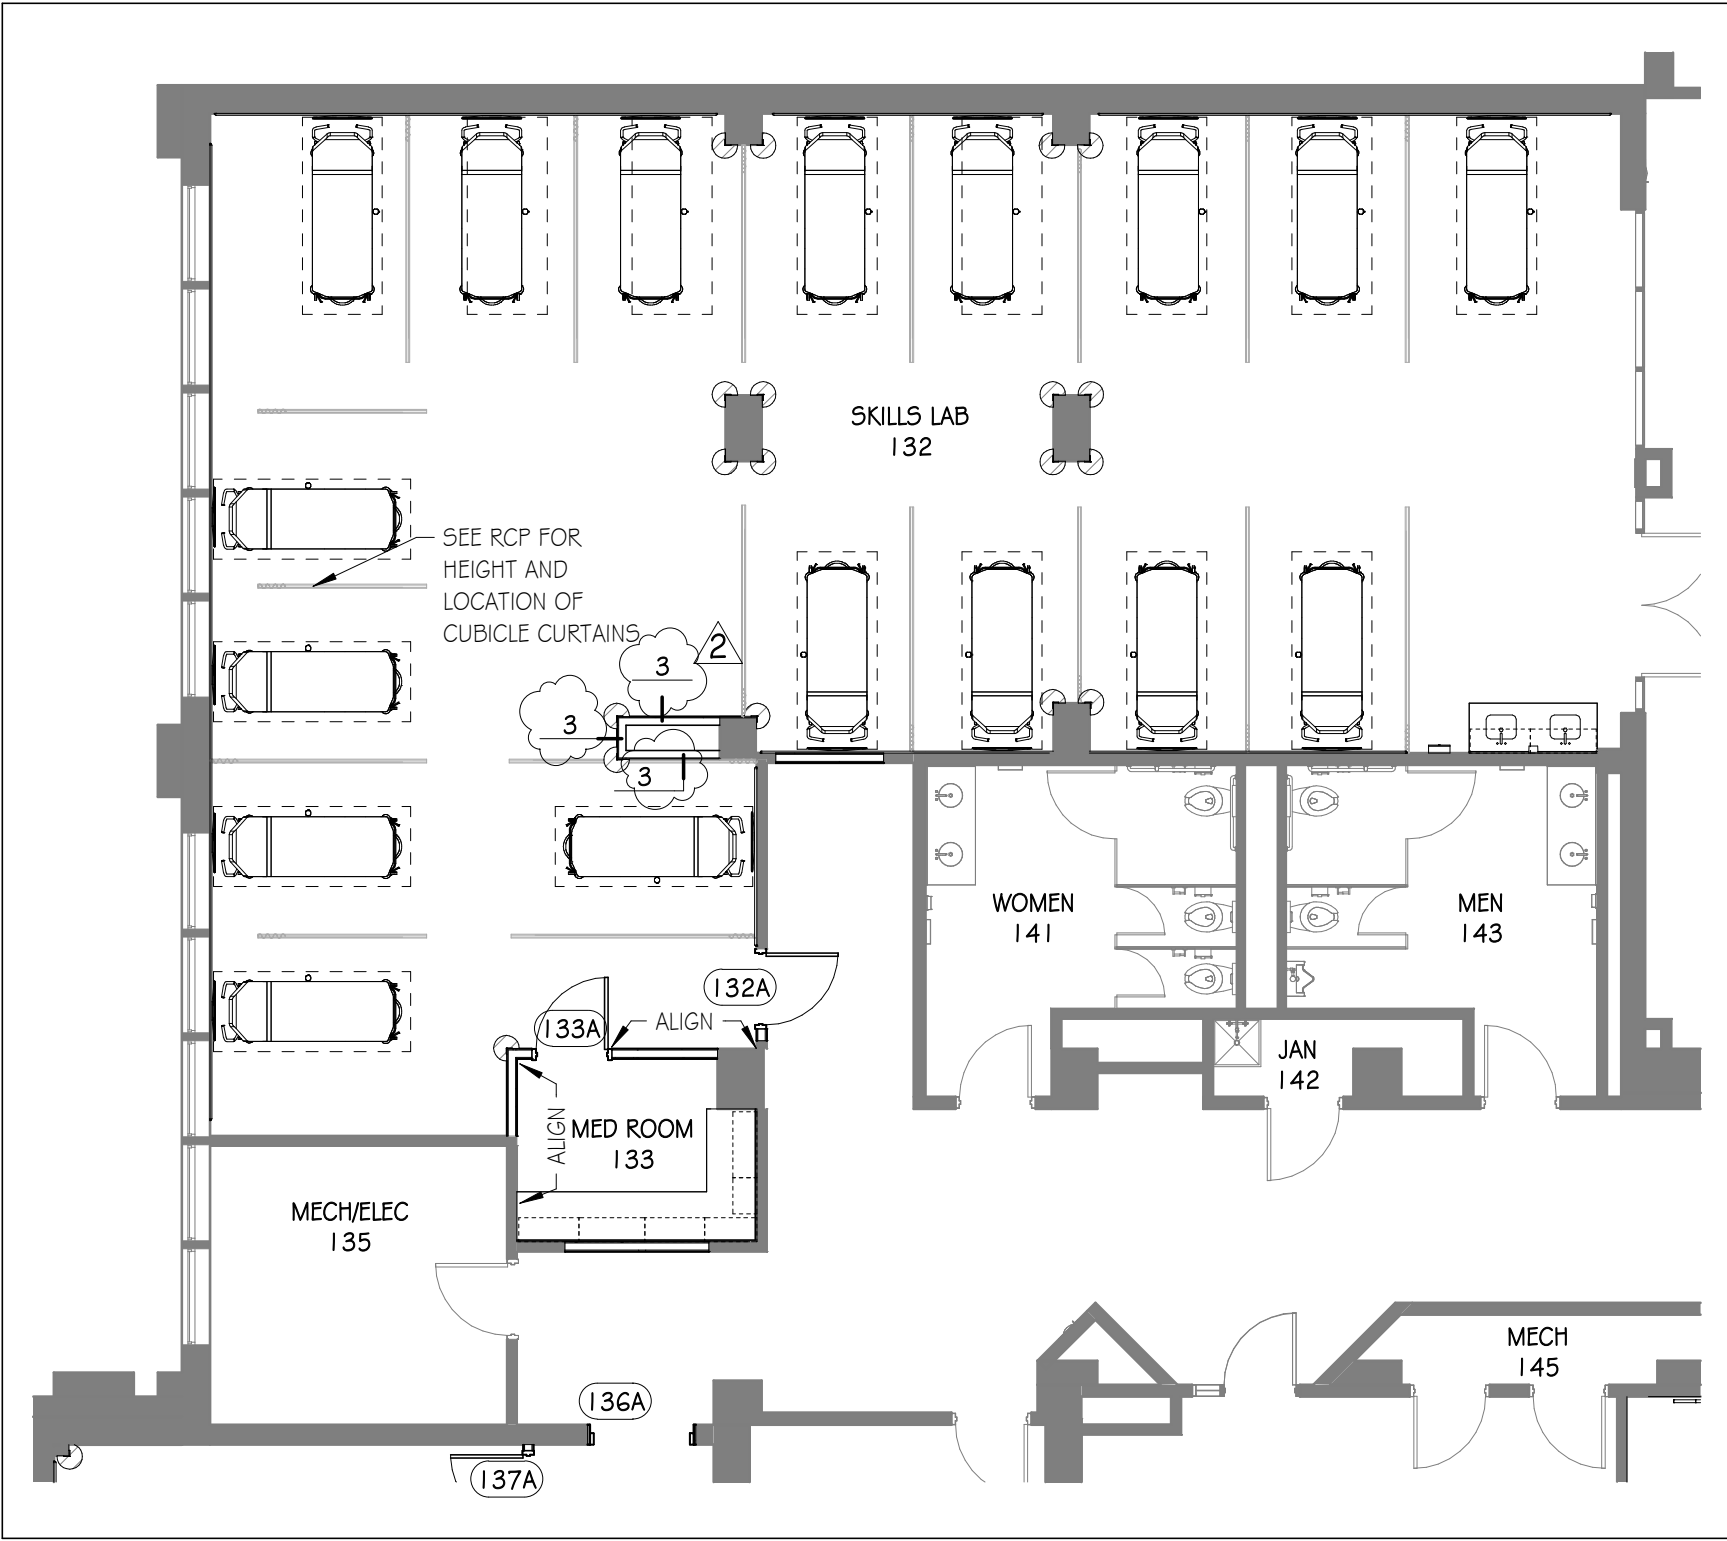 SKILLS LAB
132
SEE RCP FOR
HEIGHT AND
LOCATION OF
CUBICLE CURTAINS
2
3
3
3
WOMEN
141
MEN
143
132A
133A
ALIGN
JAN
142
ALIGN
MED ROOM
133
MECH/ELEC
135
MECH
145
136A
137A